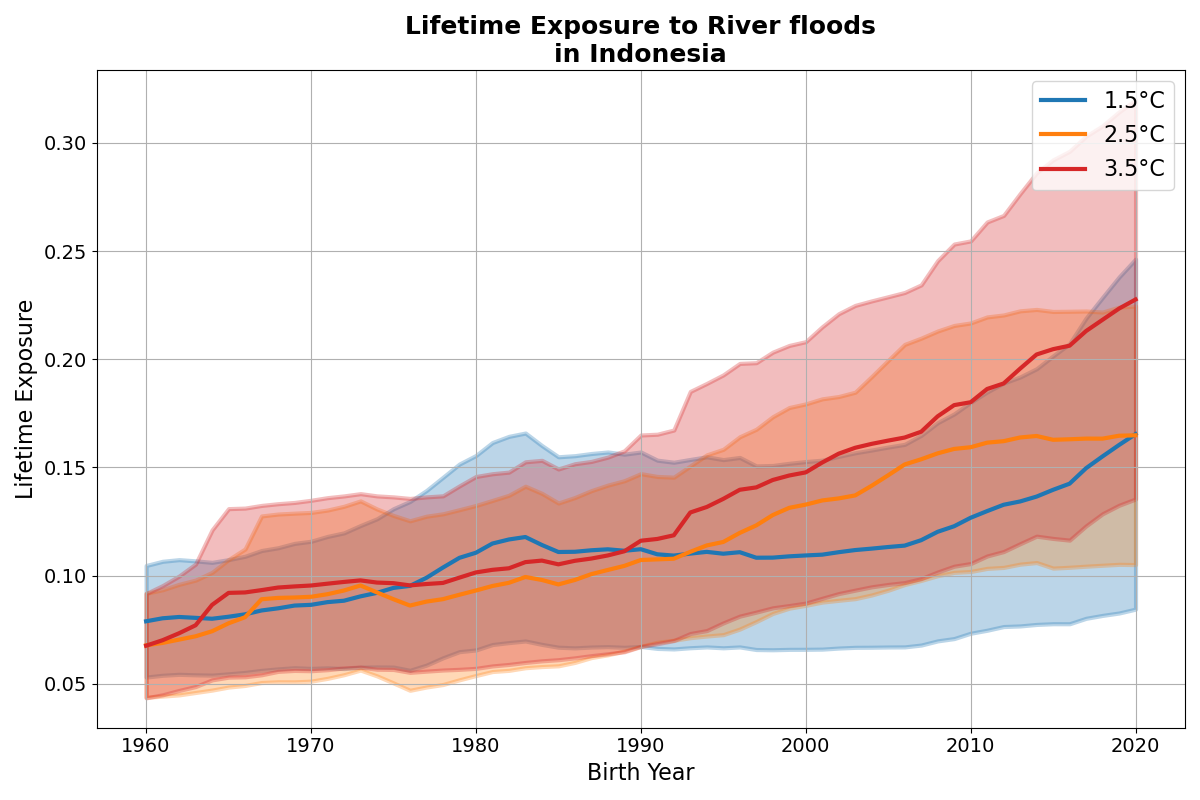 Lifetime Exposure to River floods
in Indonesia
1.5°C
2.5°C
3.5°C
Lifetime Exposure
0.30
0.25
0.20
0.15
0.10
0.05
1960 1970 1980 1990 2000 2010 2020
Birth Year